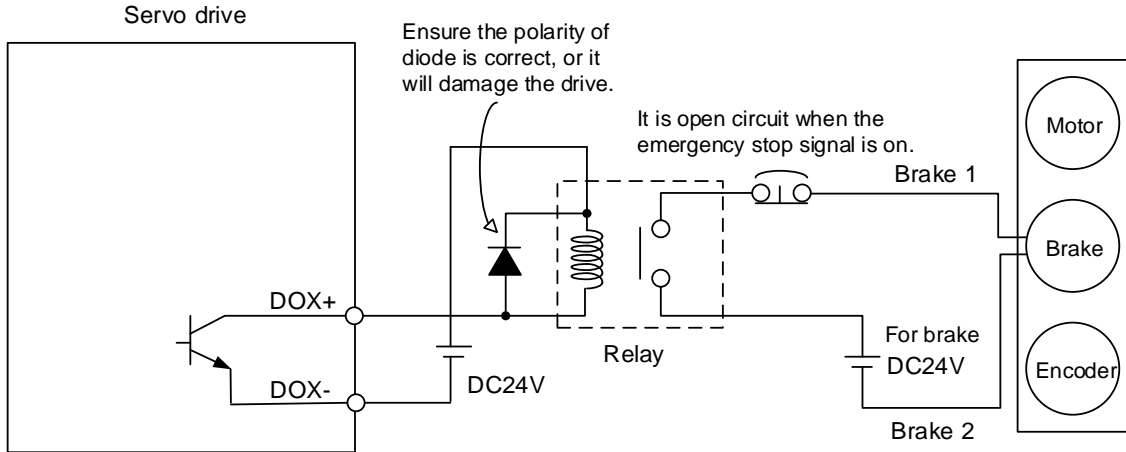 Servo drive
Ensure the polarity of
diode is correct, or it
will damage the drive.
It is open circuit when the
emergency stop signal is on.
Brake 1
Motor
Brake
Encoder
DOX+
DOX-
DC24V
Relay
For brake
DC24V
Brake 2